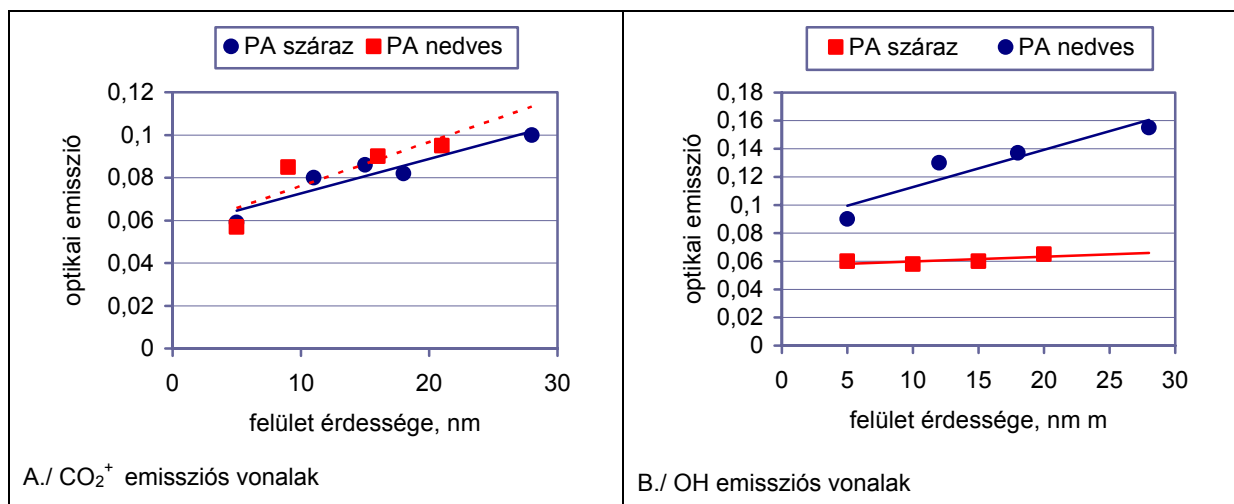 PA száraz PA nedves
0,12
0,1
0,08
0,06
0,04
0,02
0
0 10 20 30
optikai emisszió
felület érdessége, nm
A./ CO₂⁺ emissziós vonalak
PA száraz PA nedves
0,18
0,16
0,14
0,12
0,1
0,08
0,06
0,04
0,02
0
0 5 10 15 20 25 30
optikai emisszió
felület érdessége, nm m
B./ OH emissziós vonalak